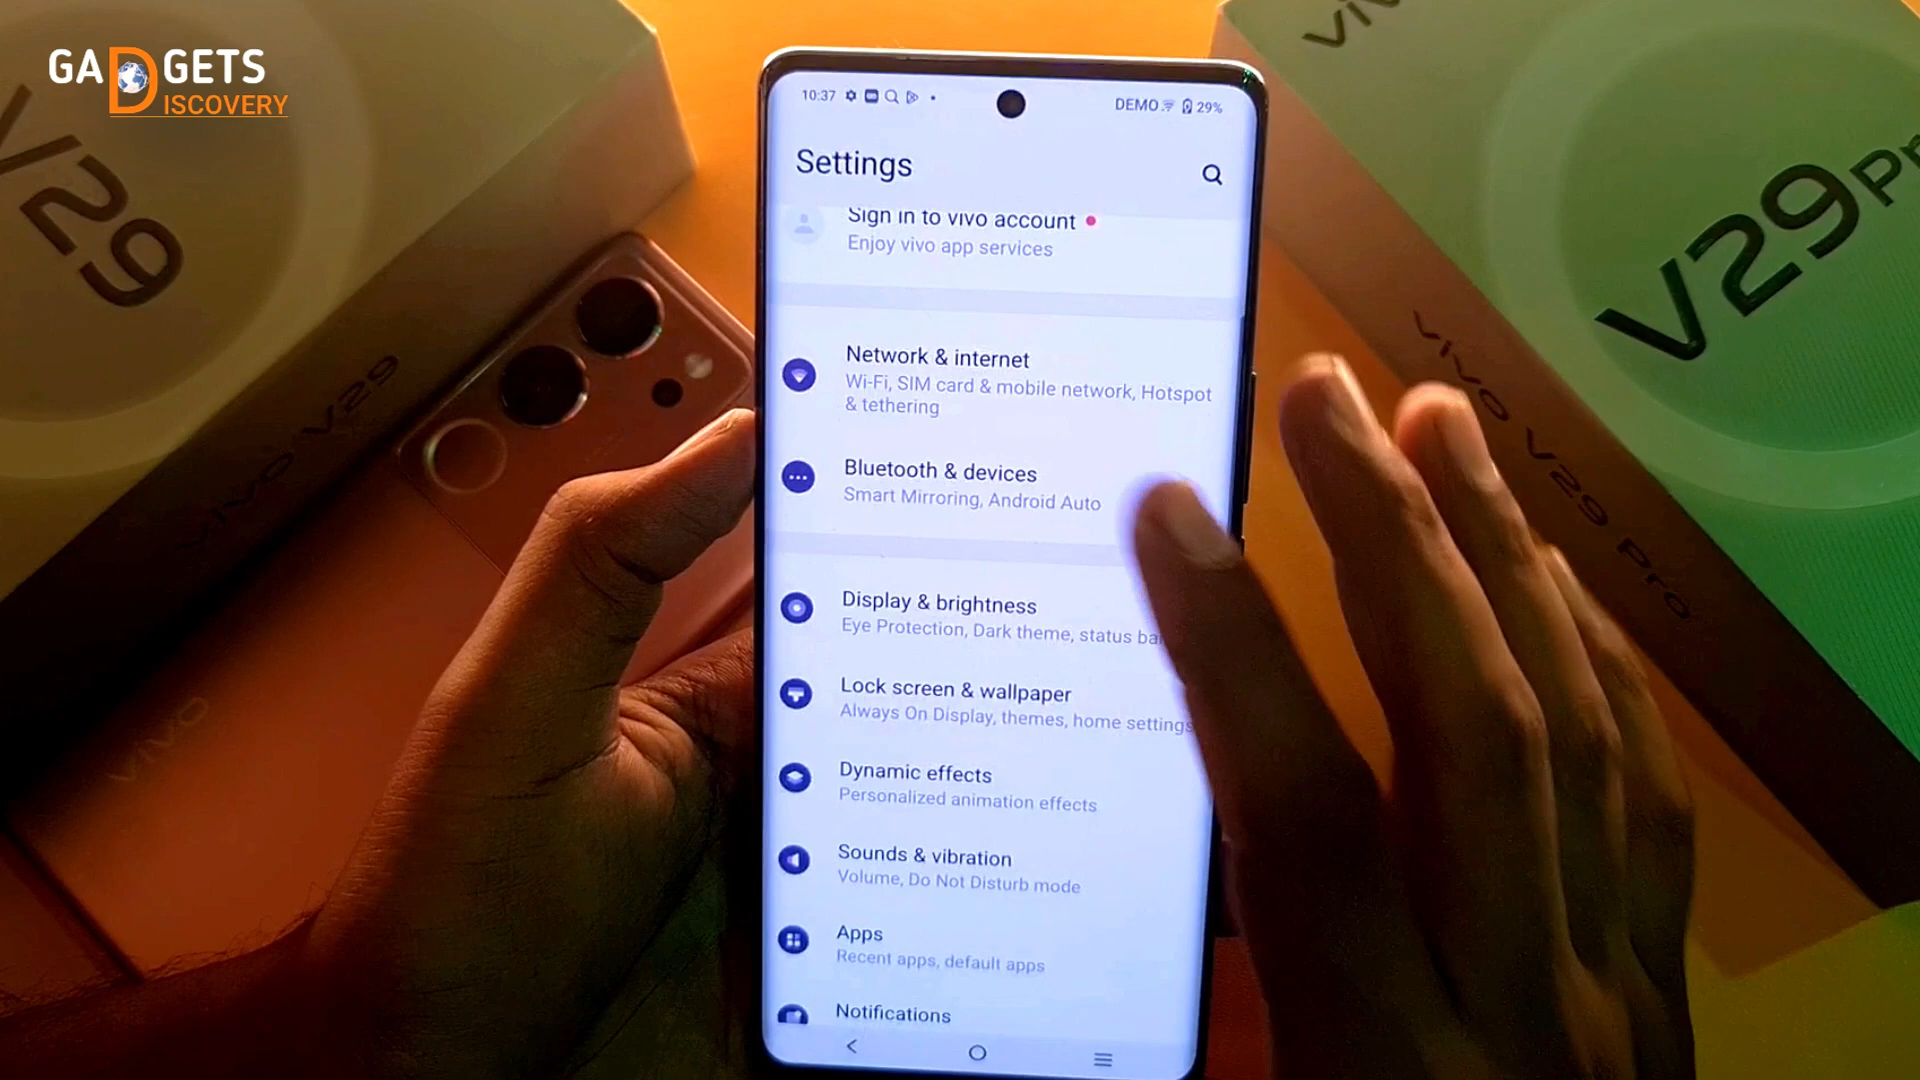 GADGETS
DISCOVERY
V29
vivo V29
vivo
10:37
DEMO
29%
Settings
Sign in to vivo account
Enjoy vivo app services
Network & internet
Wi-Fi, SIM card & mobile network, Hotspot
& tethering
Bluetooth & devices
Smart Mirroring, Android Auto
Display & brightness
Eye Protection, Dark theme, status
Lock screen & wallpaper
Always On Display, themes, home settings
Dynamic effects
Personalized animation effects
Sounds & vibration
Volume, Do Not Disturb mode
Apps
Recent apps, default apps
Notifications
V29
vivo V29 Pro